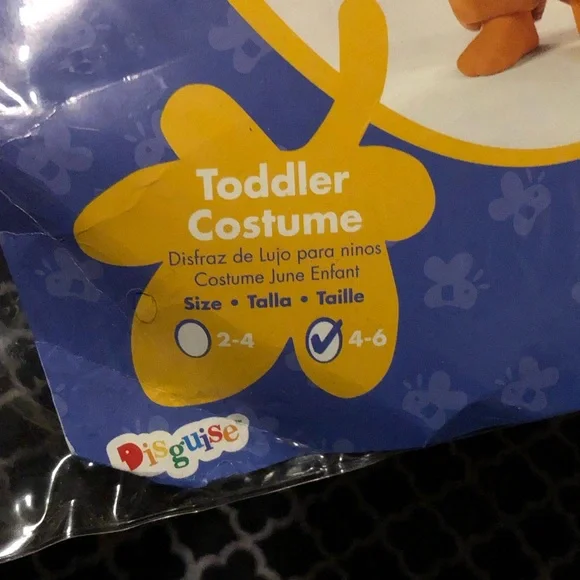 Toddler
Costume
Disfraz de Lujo para ninos
Costume June Enfant
Size • Talla • Taille
2-4 4-6
Disguise